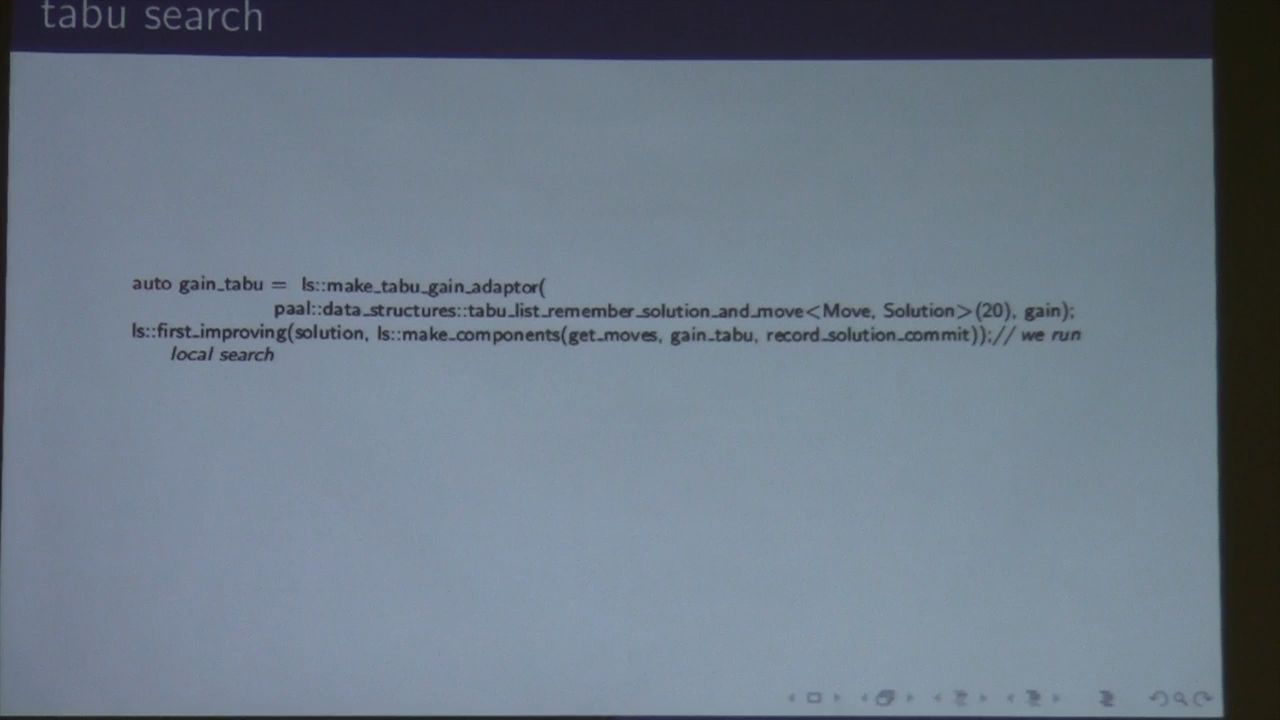 tabu search
auto gain_tabu = ls::make_tabu_gain_adaptor(
paal::data_structures::tabu_list_remember_solution_and_move<Move, Solution>(20), gain);
ls::first_improving(solution, ls::make_components(get_moves, gain_tabu, record_solution_commit));// we run
local search